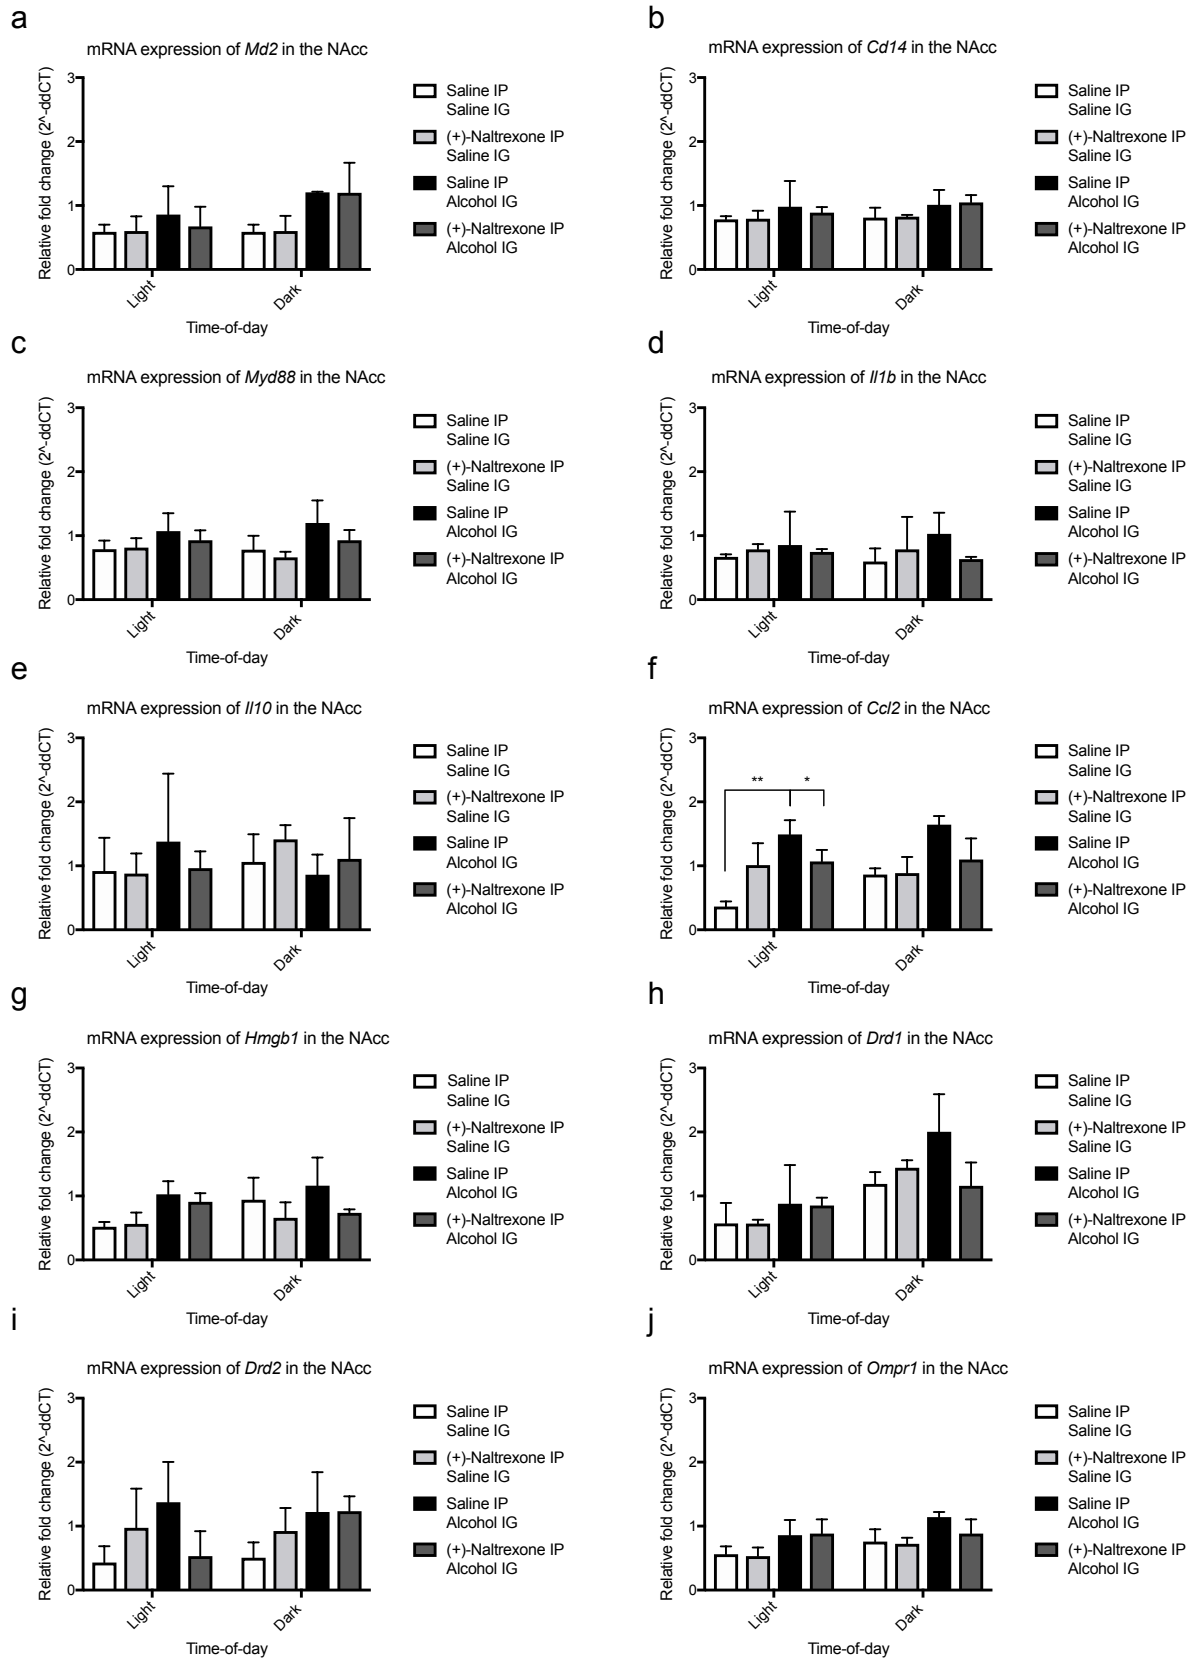 a
mRNA expression of Md2 in the NAcc
Relative fold change (2^-ddCT)
3
2
1
0
Light
Dark
Time-of-day
Saline IP
Saline IG
(+)-Naltrexone IP
Saline IG
Saline IP
Alcohol IG
(+)-Naltrexone IP
Alcohol IG
b
mRNA expression of Cd14 in the NAcc
Relative fold change (2^-ddCT)
3
2
1
0
Light
Dark
Time-of-day
Saline IP
Saline IG
(+)-Naltrexone IP
Saline IG
Saline IP
Alcohol IG
(+)-Naltrexone IP
Alcohol IG
c
mRNA expression of Myd88 in the NAcc
Relative fold change (2^-ddCT)
3
2
1
0
Light
Dark
Time-of-day
Saline IP
Saline IG
(+)-Naltrexone IP
Saline IG
Saline IP
Alcohol IG
(+)-Naltrexone IP
Alcohol IG
d
mRNA expression of Il1b in the NAcc
Relative fold change (2^-ddCT)
3
2
1
0
Light
Dark
Time-of-day
Saline IP
Saline IG
(+)-Naltrexone IP
Saline IG
Saline IP
Alcohol IG
(+)-Naltrexone IP
Alcohol IG
e
mRNA expression of Il10 in the NAcc
Relative fold change (2^-ddCT)
3
2
1
0
Light
Dark
Time-of-day
Saline IP
Saline IG
(+)-Naltrexone IP
Saline IG
Saline IP
Alcohol IG
(+)-Naltrexone IP
Alcohol IG
f
mRNA expression of Ccl2 in the NAcc
Relative fold change (2^-ddCT)
3
2
1
0
** *
Light
Dark
Time-of-day
Saline IP
Saline IG
(+)-Naltrexone IP
Saline IG
Saline IP
Alcohol IG
(+)-Naltrexone IP
Alcohol IG
g
mRNA expression of Hmgb1 in the NAcc
Relative fold change (2^-ddCT)
3
2
1
0
Light
Dark
Time-of-day
Saline IP
Saline IG
(+)-Naltrexone IP
Saline IG
Saline IP
Alcohol IG
(+)-Naltrexone IP
Alcohol IG
h
mRNA expression of Drd1 in the NAcc
Relative fold change (2^-ddCT)
3
2
1
0
Light
Dark
Time-of-day
Saline IP
Saline IG
(+)-Naltrexone IP
Saline IG
Saline IP
Alcohol IG
(+)-Naltrexone IP
Alcohol IG
i
mRNA expression of Drd2 in the NAcc
Relative fold change (2^-ddCT)
3
2
1
0
Light
Dark
Time-of-day
Saline IP
Saline IG
(+)-Naltrexone IP
Saline IG
Saline IP
Alcohol IG
(+)-Naltrexone IP
Alcohol IG
j
mRNA expression of Ompr1 in the NAcc
Relative fold change (2^-ddCT)
3
2
1
0
Light
Dark
Time-of-day
Saline IP
Saline IG
(+)-Naltrexone IP
Saline IG
Saline IP
Alcohol IG
(+)-Naltrexone IP
Alcohol IG